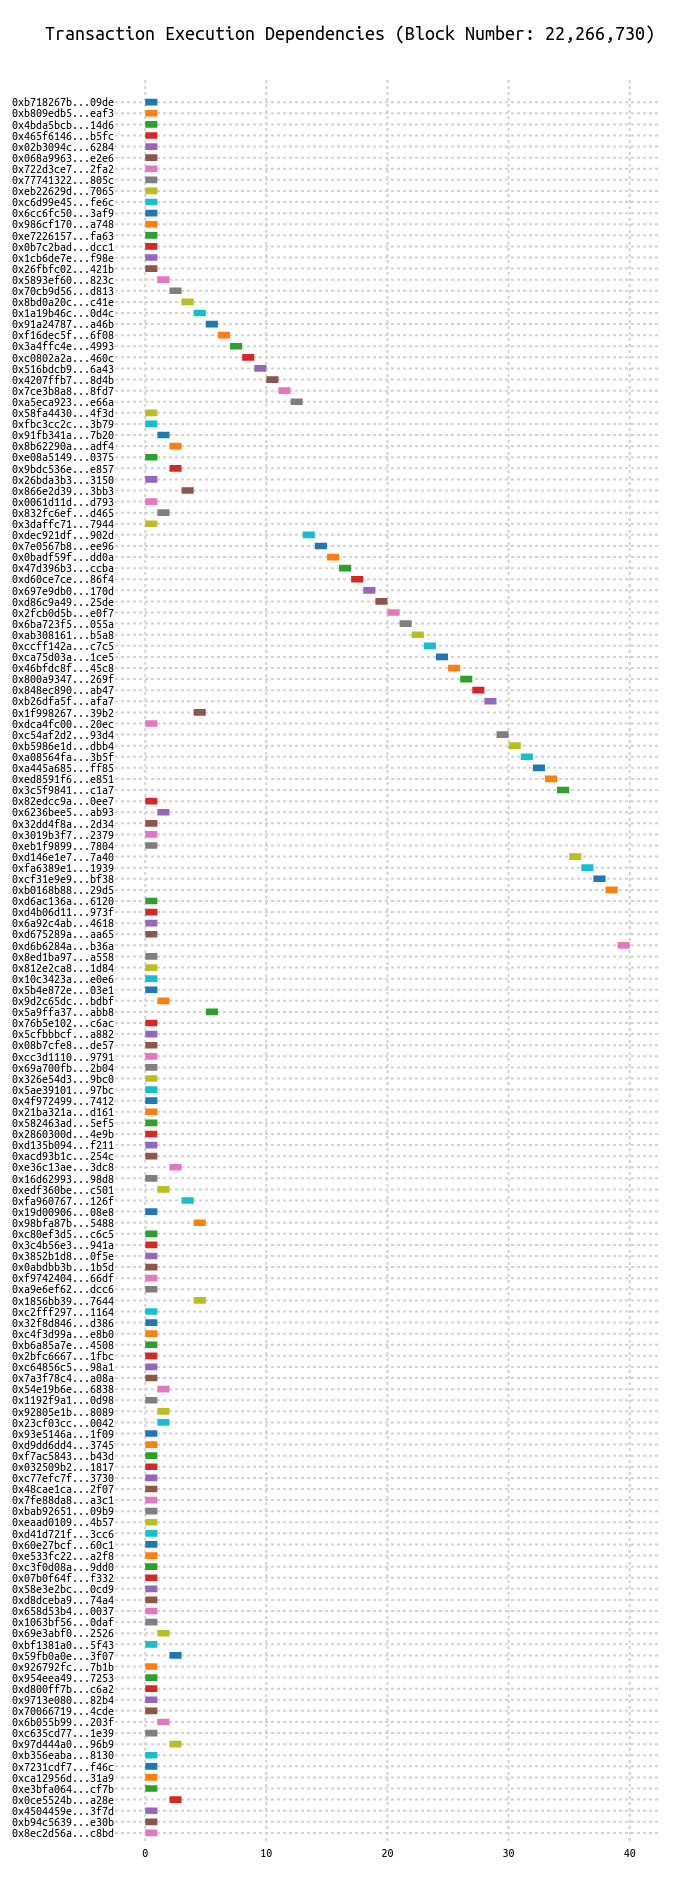 Transaction Execution Dependencies (Block Number: 22,266,730)
0xb718267b...09de
0xb809edb5...eaf3
0x4bda5bcb...14d6
0x465f6146...b5fc
0x02b3094c...6284
0x068a9963...e2e6
0x722d3ce7...2fa2
0x77741322...805c
0xeb22629d...7065
0xc6d99e45...fe6c
0x6cc6fc50...3af9
0x986cf170...a748
0xe7226157...fa63
0x0b7c2bad...dcc1
0x1cb6de7e...f98e
0x26fbfc02...421b
0x5893ef60...823c
0x70cb9d56...d813
0x8bd0a20c...c41e
0x1a19b46c...0d4c
0x91a24787...a46b
0xf16dec5f...6f08
0x3a4ffc4e...4993
0xc0802a2a...460c
0x516bdcb9...6a43
0x4207ffb7...8d4b
0x7ce3b8a8...8fd7
0xa5eca923...e66a
0x58fa4430...4f3d
0xfbc3cc2c...3b79
0x91fb341a...7b20
0x8b62290a...adf4
0xe08a5149...0375
0x9bdc536e...e857
0x26bda3b3...3150
0x866e2d39...3bb3
0x0061d11d...d793
0x832fc6ef...d465
0x3daffc71...7944
0xdec921df...902d
0x7e0567b8...ee96
0x0badf59f...dd0a
0x47d396b3...ccba
0xd60ce7ce...86f4
0x697e9db0...170d
0xd86c9a49...25de
0x2fcb0d5b...e0f7
0x6ba723f5...055a
0xab308161...b5a8
0xccff142a...c7c5
0xca75d03a...1ce5
0x46bfdc8f...45c8
0x800a9347...269f
0x848ec890...ab47
0xb26dfa5f...afa7
0x1f998267...39b2
0xdca4fc00...20ec
0xc54af2d2...93d4
0xb5986e1d...dbb4
0xa08564fa...3b5f
0xa445a685...ff85
0xed8591f6...e851
0x3c5f9841...c1a7
0x82edcc9a...0ee7
0x6236bee5...ab93
0x32dd4f8a...2d34
0x3019b3f7...2379
0xeb1f9899...7804
0xd146e1e7...7a40
0xfa6389e1...1939
0xcf31e9e9...bf38
0xb0168b88...29d5
0xd6ac136a...6120
0xd4b06d11...973f
0x6a92c4ab...4618
0xd675289a...aa65
0xd6b6284a...b36a
0x8ed1ba97...a558
0x812e2ca8...1d84
0x10c3423a...e0e6
0x5b4e872e...03e1
0x9d2c65dc...bdbf
0x5a9ffa37...abb8
0x76b5e102...c6ac
0x5cfbbbcf...a882
0x08b7cfe8...de57
0xcc3d1110...9791
0x69a700fb...2b04
0x326e54d3...9bc0
0x5ae39101...97bc
0x4f972499...7412
0x21ba321a...d161
0x582463ad...5ef5
0x2860300d...4e9b
0xd135b094...f211
0xacd93b1c...254c
0xe36c13ae...3dc8
0x16d62993...98d8
0xedf360be...c501
0xfa960767...126f
0x19d00906...08e8
0x98bfa87b...5488
0xc80ef3d5...c6c5
0x3c4b56e3...941a
0x3852b1d8...0f5e
0x0abdbb3b...1b5d
0xf9742404...66df
0xa9e6ef62...dcc6
0x1856bb39...7644
0xc2fff297...1164
0x32f8d846...d386
0xc4f3d99a...e8b0
0xb6a85a7e...4508
0x2bfc6667...1fbc
0xc64856c5...98a1
0x7a3f78c4...a08a
0x54e19b6e...6838
0x1192f9a1...0d98
0x92805e1b...8089
0x23cf03cc...0042
0x93e5146a...1f09
0xd9dd6dd4...3745
0xf7ac5843...b43d
0x032509b2...1817
0xc77efc7f...3730
0x48cae1ca...2f07
0x7fe88da8...a3c1
0xbab92651...09b9
0xeaad0109...4b57
0xd41d721f...3cc6
0x60e27bcf...60c1
0xe533fc22...a2f8
0xc3f0d08a...9dd0
0x07b0f64f...f332
0x58e3e2bc...0cd9
0xd8dceba9...74a4
0x658d53b4...0037
0x1063bf56...0daf
0x69e3abf0...2526
0xbf1381a0...5f43
0x59fb0a0e...3f07
0x926792fc...7b1b
0x954eea49...7253
0xd800ff7b...c6a2
0x9713e080...82b4
0x70066719...4cde
0x6b055b99...203f
0xc635cd77...1e39
0x97d444a0...96b9
0xb356eaba...8130
0x7231cdf7...f46c
0xca12956d...31a9
0xe3bfa064...cf7b
0x0ce5524b...a28e
0x4504459e...3f7d
0xb94c5639...e30b
0x8ec2d56a...c8bd
0 10 20 30 40